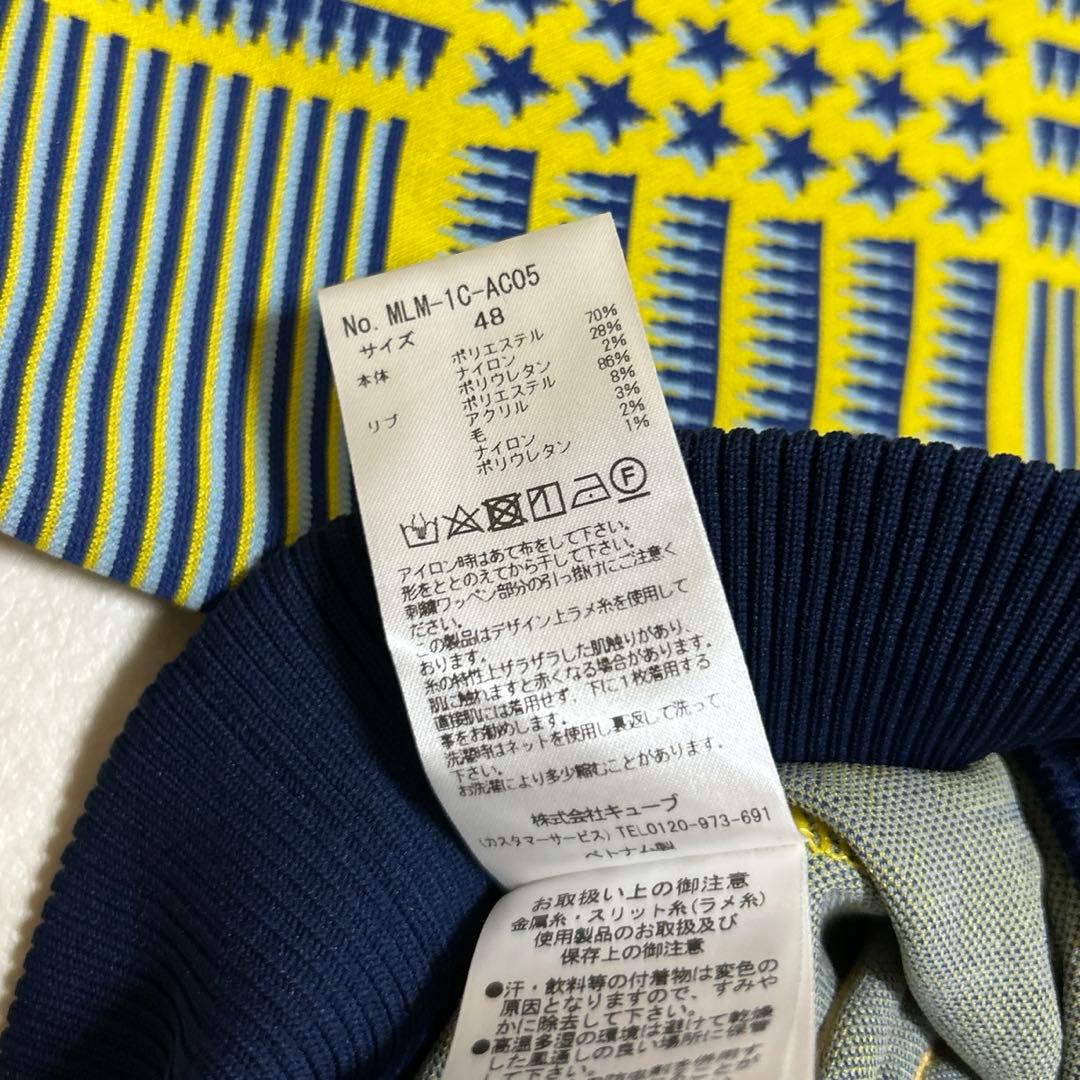 No. MLM-1C-AC05
サイズ 48
本体 ポリエステル 70%
ナイロン 28%
ポリウレタン 2%
リブ ポリエステル 86%
アクリル 8%
毛 3%
ナイロン 2%
ポリウレタン 1%
F
アイロン時はあて布をして下さい。
形をととのえてから干して下さい。
刺繍ワッペン部分の引っ掛けにご注意く
ださい。
この製品はデザイン上ラメ糸を使用して
おります。
糸の特性上ザラザラした肌触りがあり、
肌に触れますと赤くなる場合があります。
直接肌には着用せず、下に1枚着用する
事をお勧めします。
洗濯時はネットを使用し裏返して洗って
下さい。
お洗濯により多少縮むことがあります。
株式会社キューブ
(カスタマーサービス) TEL0120-973-691
ベトナム製
お取扱い上の御注意
金属糸・スリット糸(ラメ糸)
使用製品のお取扱及び
保存上の御注意
●汗・飲料等の付着物は変色の
原因となりますので、すみや
かに除去して下さい。
●高温多湿の環境は避けて乾燥
した風通しの良い場所に保管
して下さい。